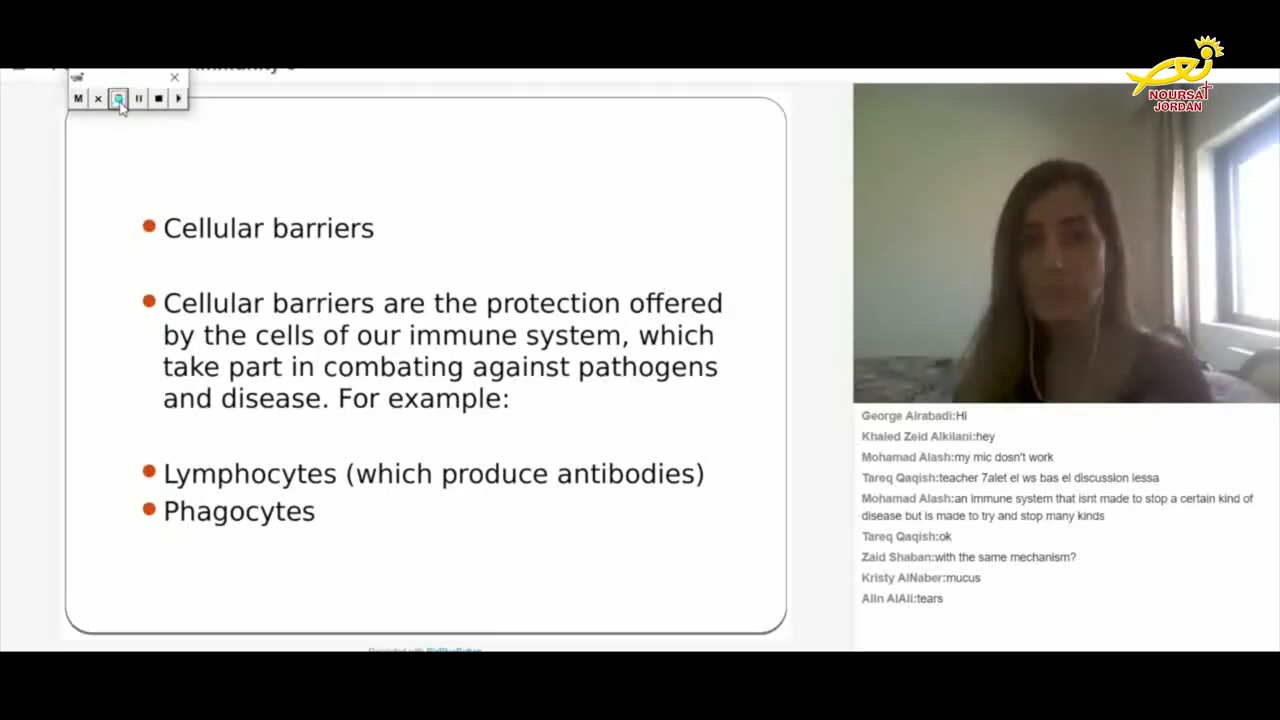 M
NOURSAT
JORDAN
Cellular barriers
Cellular barriers are the protection offered
by the cells of our immune system, which
take part in combating against pathogens
and disease. For example:
Lymphocytes (which produce antibodies)
Phagocytes
George Alrabadi:Hi
Khaled Zeid Alkilani:hey
Mohamad Alash:my mic dosn't work
Tareq Qaqish:teacher 7alet el ws bas el discussion lessa
Mohamad Alash:an immune system that isnt made to stop a certain kind of
disease but is made to try and stop many kinds
Tareq Qaqish:ok
Zaid Shaban:with the same mechanism?
Kristy AlNaber:mucus
Alin AlAli:tears